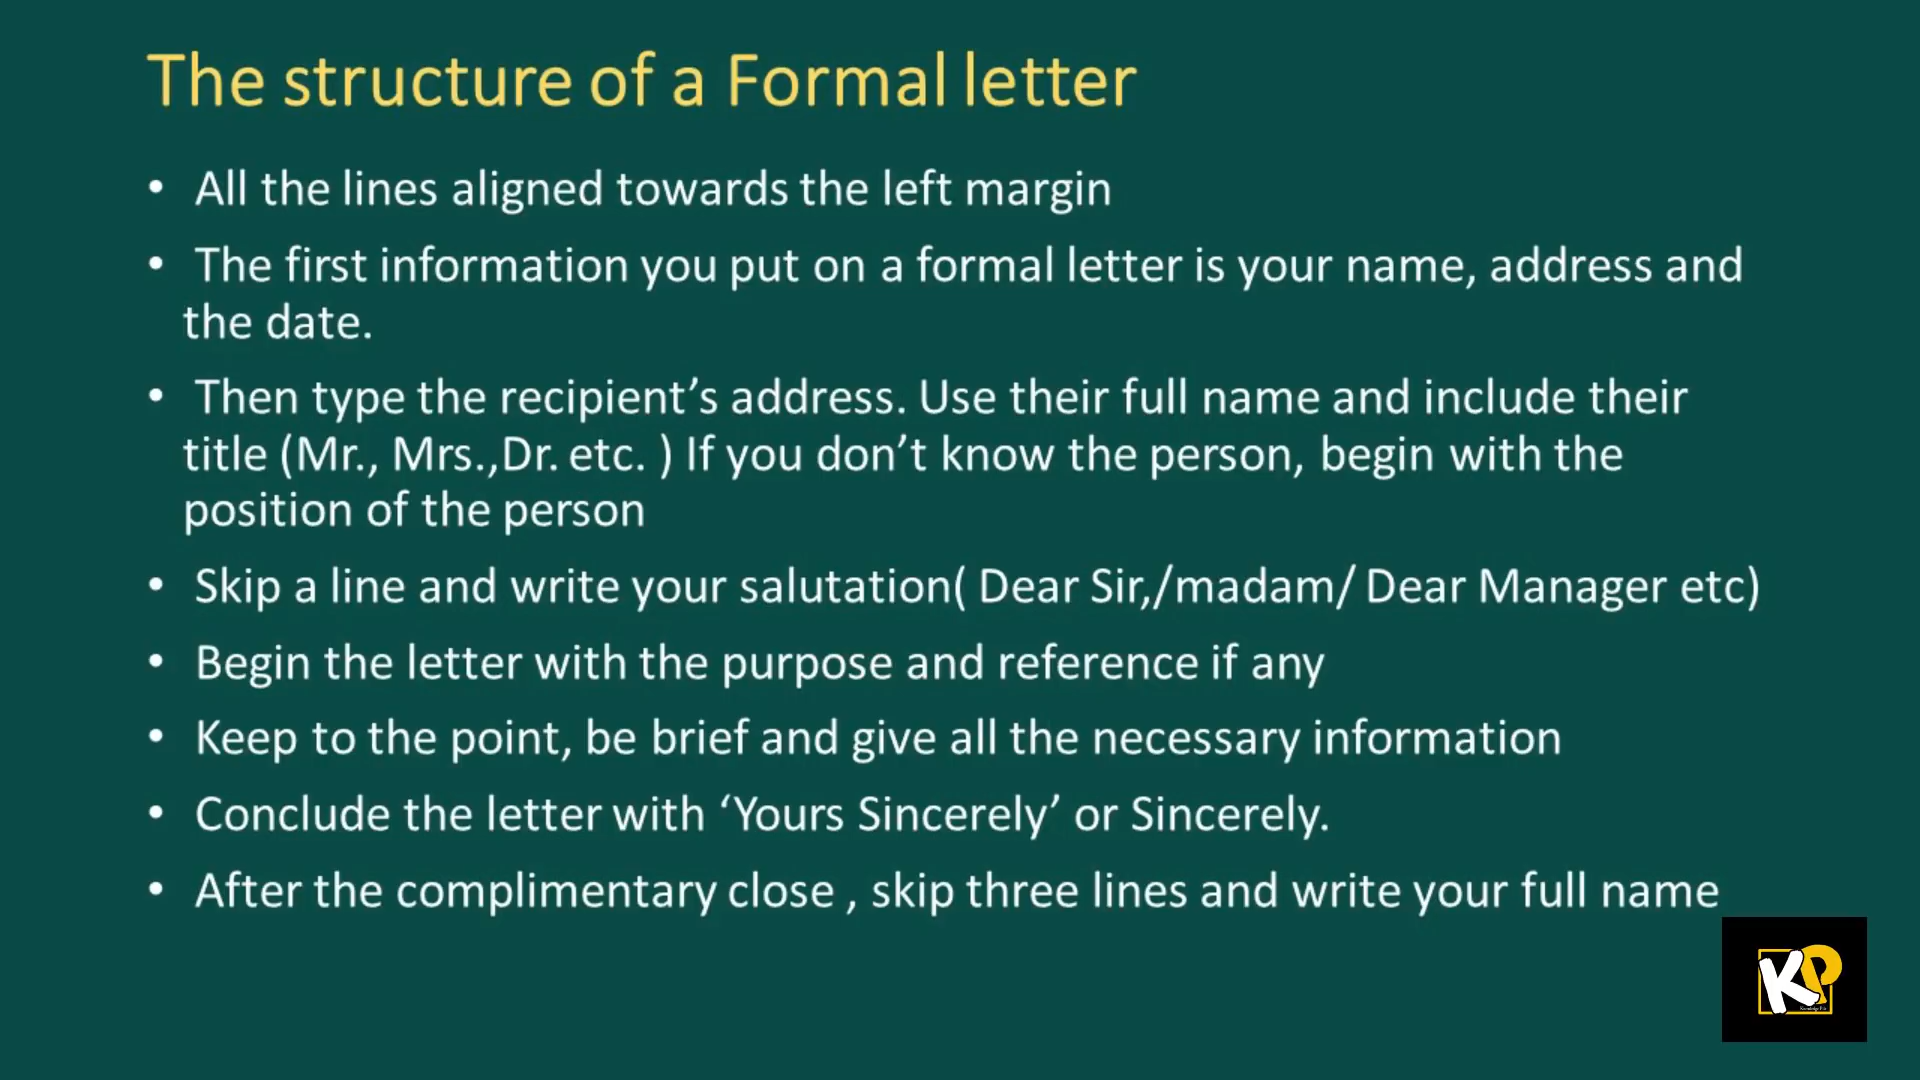 The structure of a Formal letter
• All the lines aligned towards the left margin
• The first information you put on a formal letter is your name, address and
the date.
• Then type the recipient’s address. Use their full name and include their
title (Mr., Mrs.,Dr. etc. ) If you don’t know the person, begin with the
position of the person
• Skip a line and write your salutation( Dear Sir,/madam/ Dear Manager etc)
• Begin the letter with the purpose and reference if any
• Keep to the point, be brief and give all the necessary information
• Conclude the letter with ‘Yours Sincerely’ or Sincerely.
• After the complimentary close , skip three lines and write your full name
KP